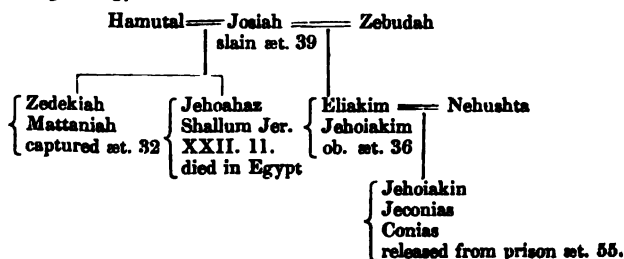 Hamutal Josiah Zebudah
slain æt. 39
Zedekiah
Mattaniah
captured æt. 32
Jehoahaz
Shallum Jer.
XXII. 11.
died in Egypt
Eliakim Nehushta
Jehoiakim
ob. æt. 36
Jehoiakin
Jeconias
Conias
released from prison æt. 55.